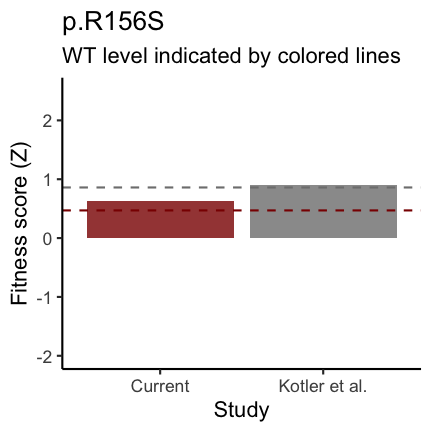 p.R156S
WT level indicated by colored lines
Fitness score (Z)
2
1
0
-1
-2
Current
Kotler et al.
Study